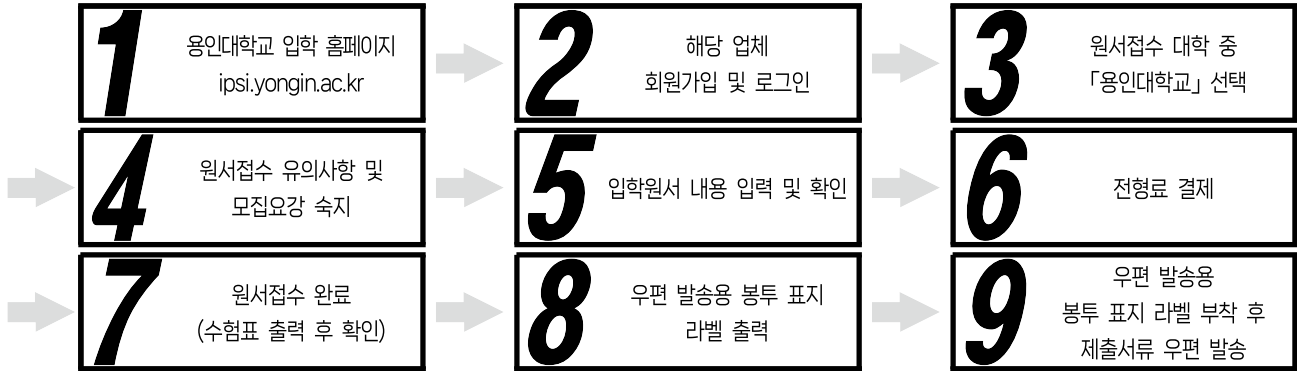 1
용인대학교 입학 홈페이지
ipsi.yongin.ac.kr
2
해당 업체
회원가입 및 로그인
3
원서접수 대학 중
「용인대학교」 선택
4
원서접수 유의사항 및
모집요강 숙지
5
입학원서 내용 입력 및 확인
6
전형료 결제
7
원서접수 완료
(수험표 출력 후 확인)
8
우편 발송용 봉투 표지
라벨 출력
9
우편 발송용
봉투 표지 라벨 부착 후
제출서류 우편 발송